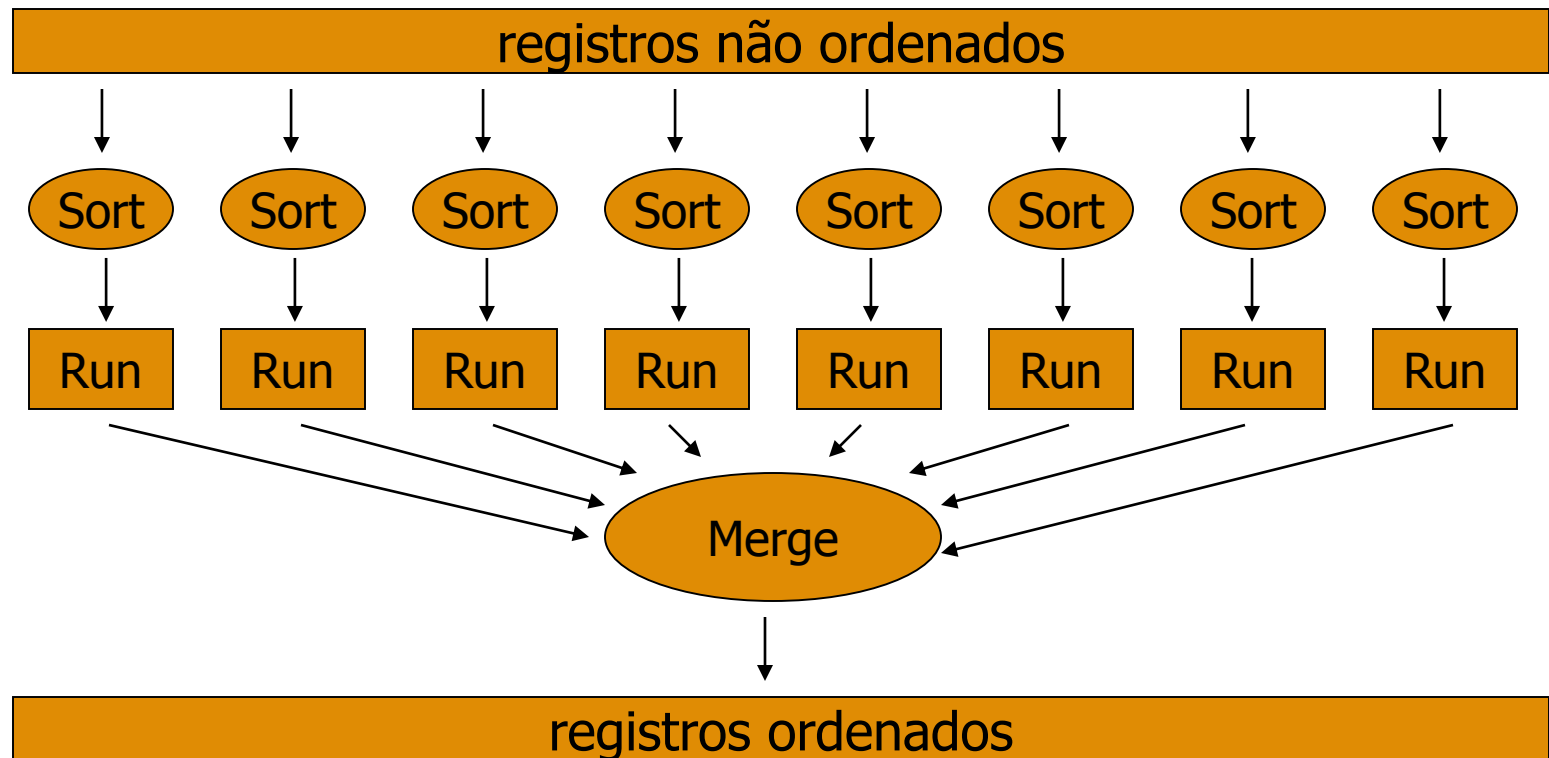 registros não ordenados
Sort Sort Sort Sort Sort Sort Sort Sort
Run Run Run Run Run Run Run Run
Merge
registros ordenados